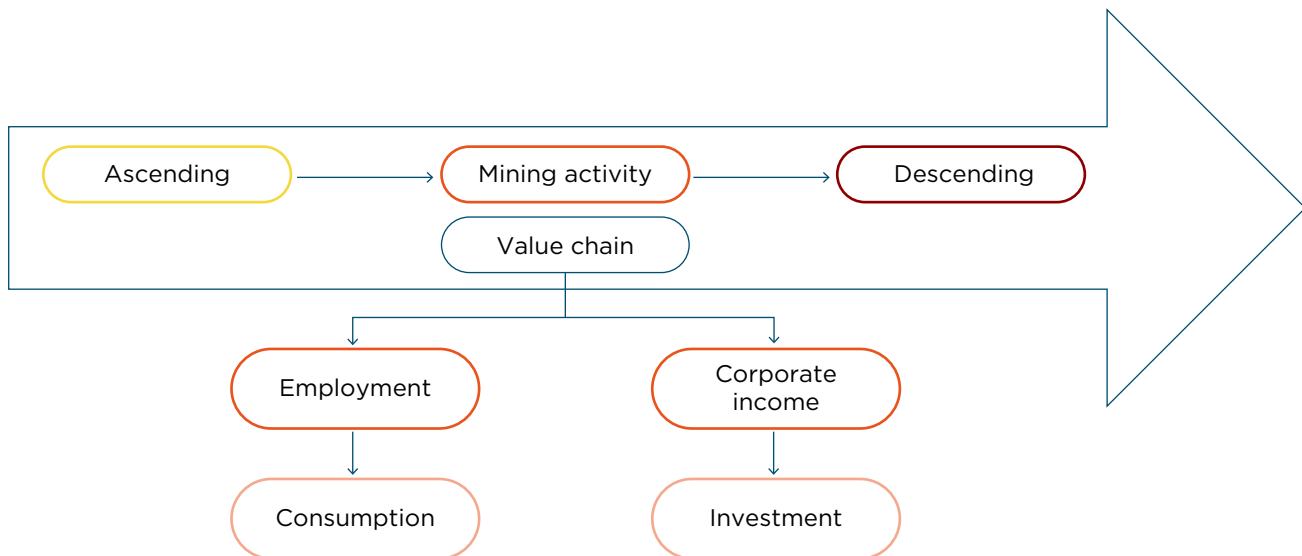 Ascending
Mining activity
Descending
Value chain
Employment
Corporate
income
Consumption
Investment